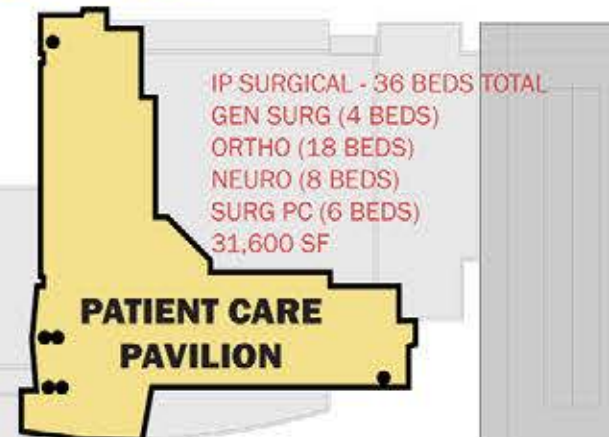 IP SURGICAL - 36 BEDS TOTAL
GEN SURG (4 BEDS)
ORTHO (18 BEDS)
NEURO (8 BEDS)
SURG PC (6 BEDS)
31,600 SF
PATIENT CARE
PAVILION